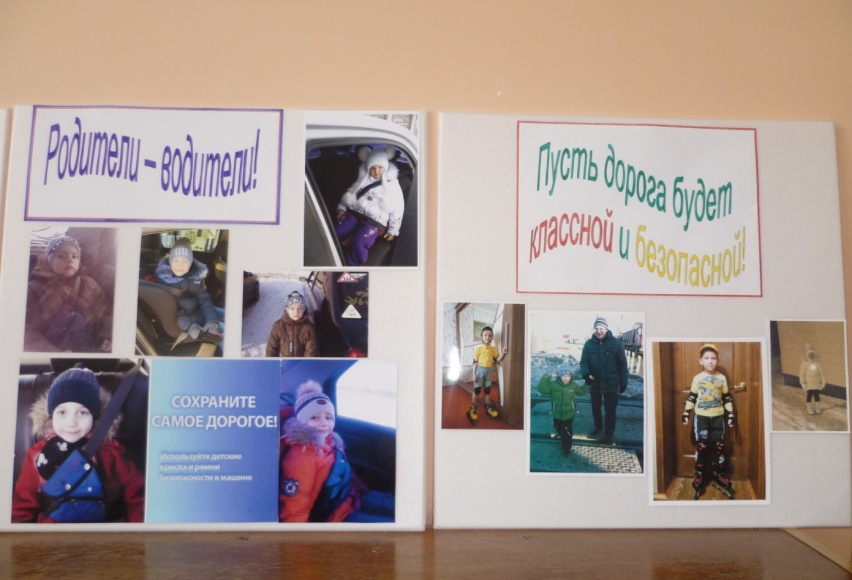 Родители – водители!
Пусть дорога будет
классной и безопасной!
СОХРАНИТЕ
САМОЕ ДОРОГОЕ!
Используйте детские
кресла и ремни
безопасности в машине